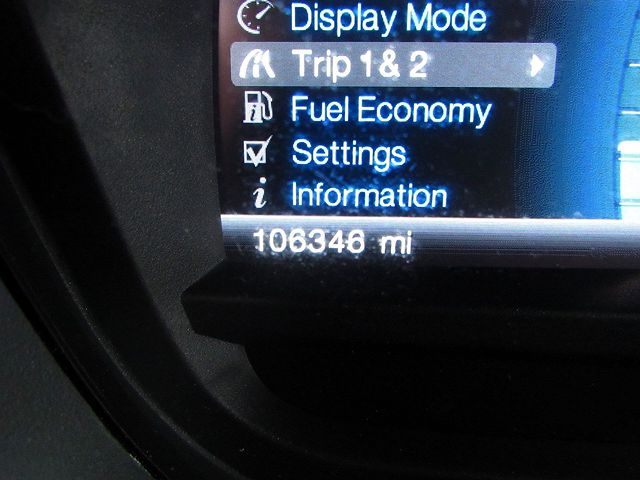 Display Mode
Trip 1 & 2
Fuel Economy
Settings
Information
106346 mi